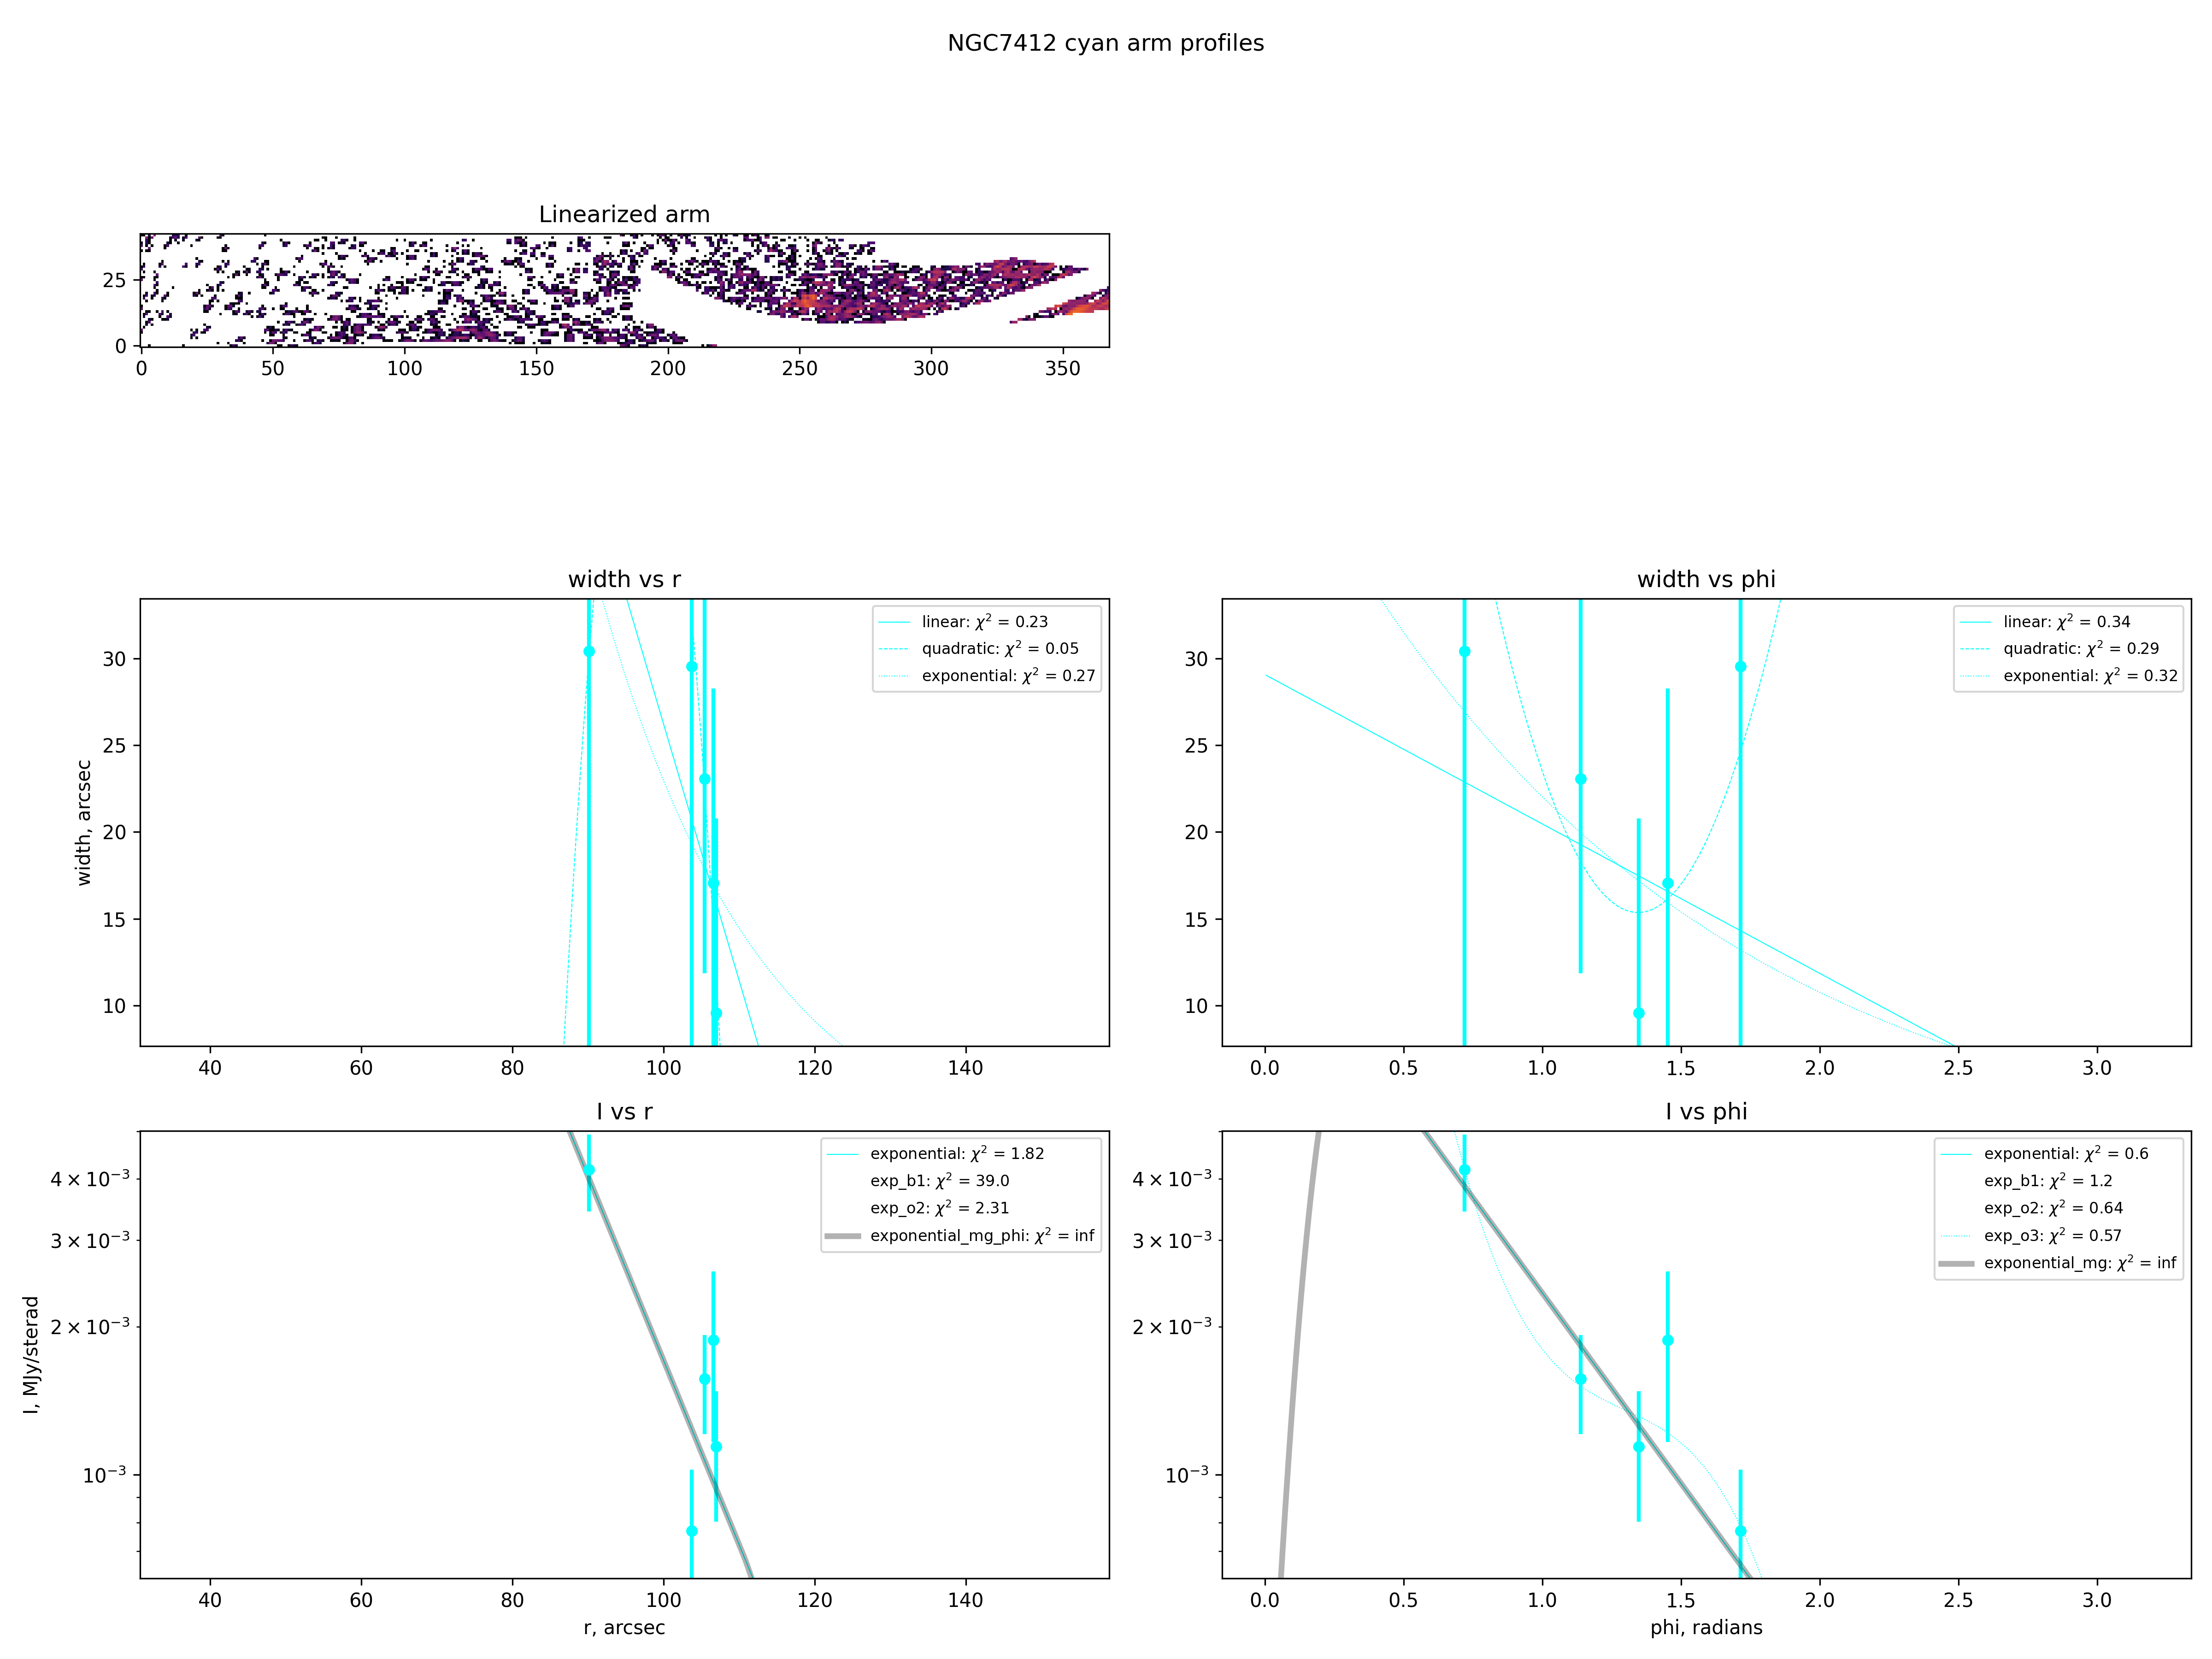 NGC7412 cyan arm profiles
Linearized arm
25
0
0 50 100 150 200 250 300 350
width vs r
linear: χ² = 0.23
quadratic: χ² = 0.05
exponential: χ² = 0.27
30
25
20
15
10
width, arcsec
40 60 80 100 120 140
width vs phi
linear: χ² = 0.34
quadratic: χ² = 0.29
exponential: χ² = 0.32
30
25
20
15
10
0.0 0.5 1.0 1.5 2.0 2.5 3.0
I vs r
exponential: χ² = 1.82
exp_b1: χ² = 39.0
exp_o2: χ² = 2.31
exponential_mg_phi: χ² = inf
4 × 10⁻³
3 × 10⁻³
2 × 10⁻³
10⁻³
I, MJy/sterad
40 60 80 100 120 140
r, arcsec
I vs phi
exponential: χ² = 0.6
exp_b1: χ² = 1.2
exp_o2: χ² = 0.64
exp_o3: χ² = 0.57
exponential_mg: χ² = inf
4 × 10⁻³
3 × 10⁻³
2 × 10⁻³
10⁻³
0.0 0.5 1.0 1.5 2.0 2.5 3.0
phi, radians